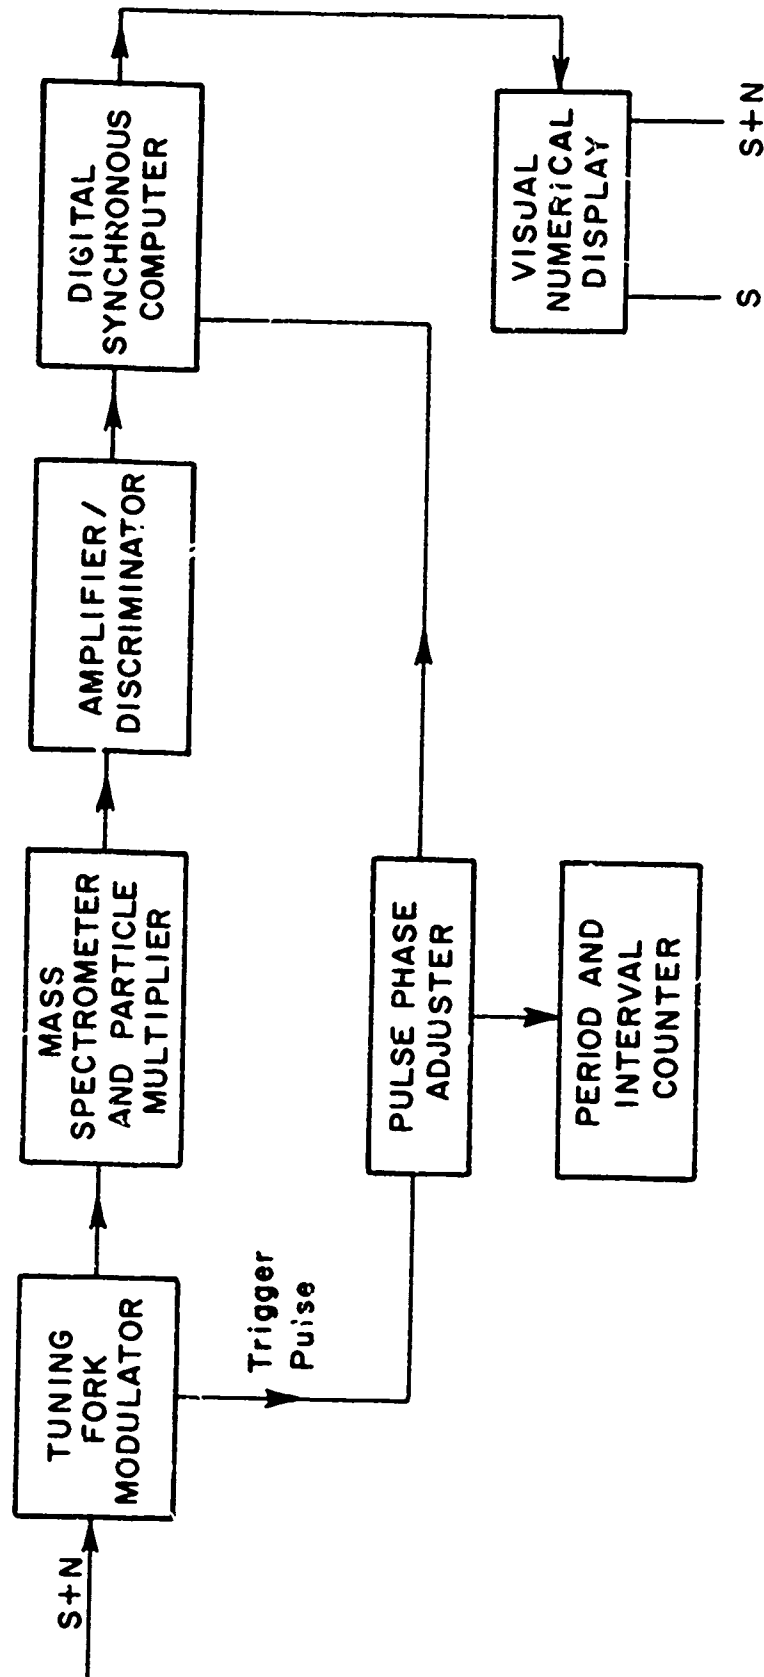 S+N
TUNING
FORK
MODULATOR
MASS
SPECTROMETER
AND PARTICLE
MULTIPLIER
AMPLIFIER/
DISCRIMINATOR
DIGITAL
SYNCHRONOUS
COMPUTER
Trigger
Pulse
PULSE PHASE
ADJUSTER
PERIOD AND
INTERVAL
COUNTER
VISUAL
NUMERICAL
DISPLAY
S
S+N